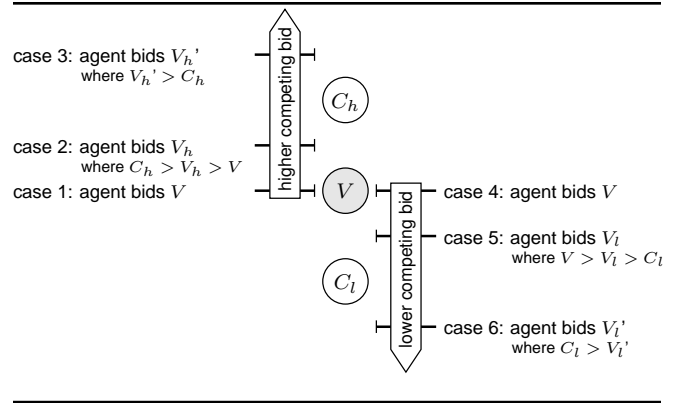 case 3: agent bids V_h'
where V_h' > C_h
higher competing bid
C_h
case 2: agent bids V_h
where C_h > V_h > V
case 1: agent bids V
V
case 4: agent bids V
lower competing bid
case 5: agent bids V_l
where V > V_l > C_l
C_l
case 6: agent bids V_l'
where C_l > V_l'